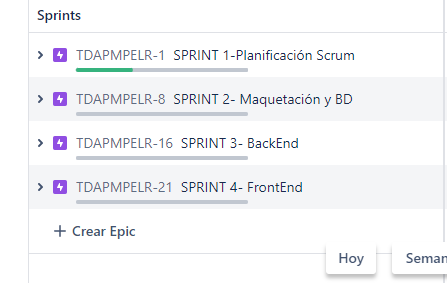 Sprints
TDAPMPELR-1 SPRINT 1-Planificación Scrum
TDAPMPELR-8 SPRINT 2- Maquetación y BD
TDAPMPELR-16 SPRINT 3- BackEnd
TDAPMPELR-21 SPRINT 4- FrontEnd
+ Crear Epic
Hoy Seman